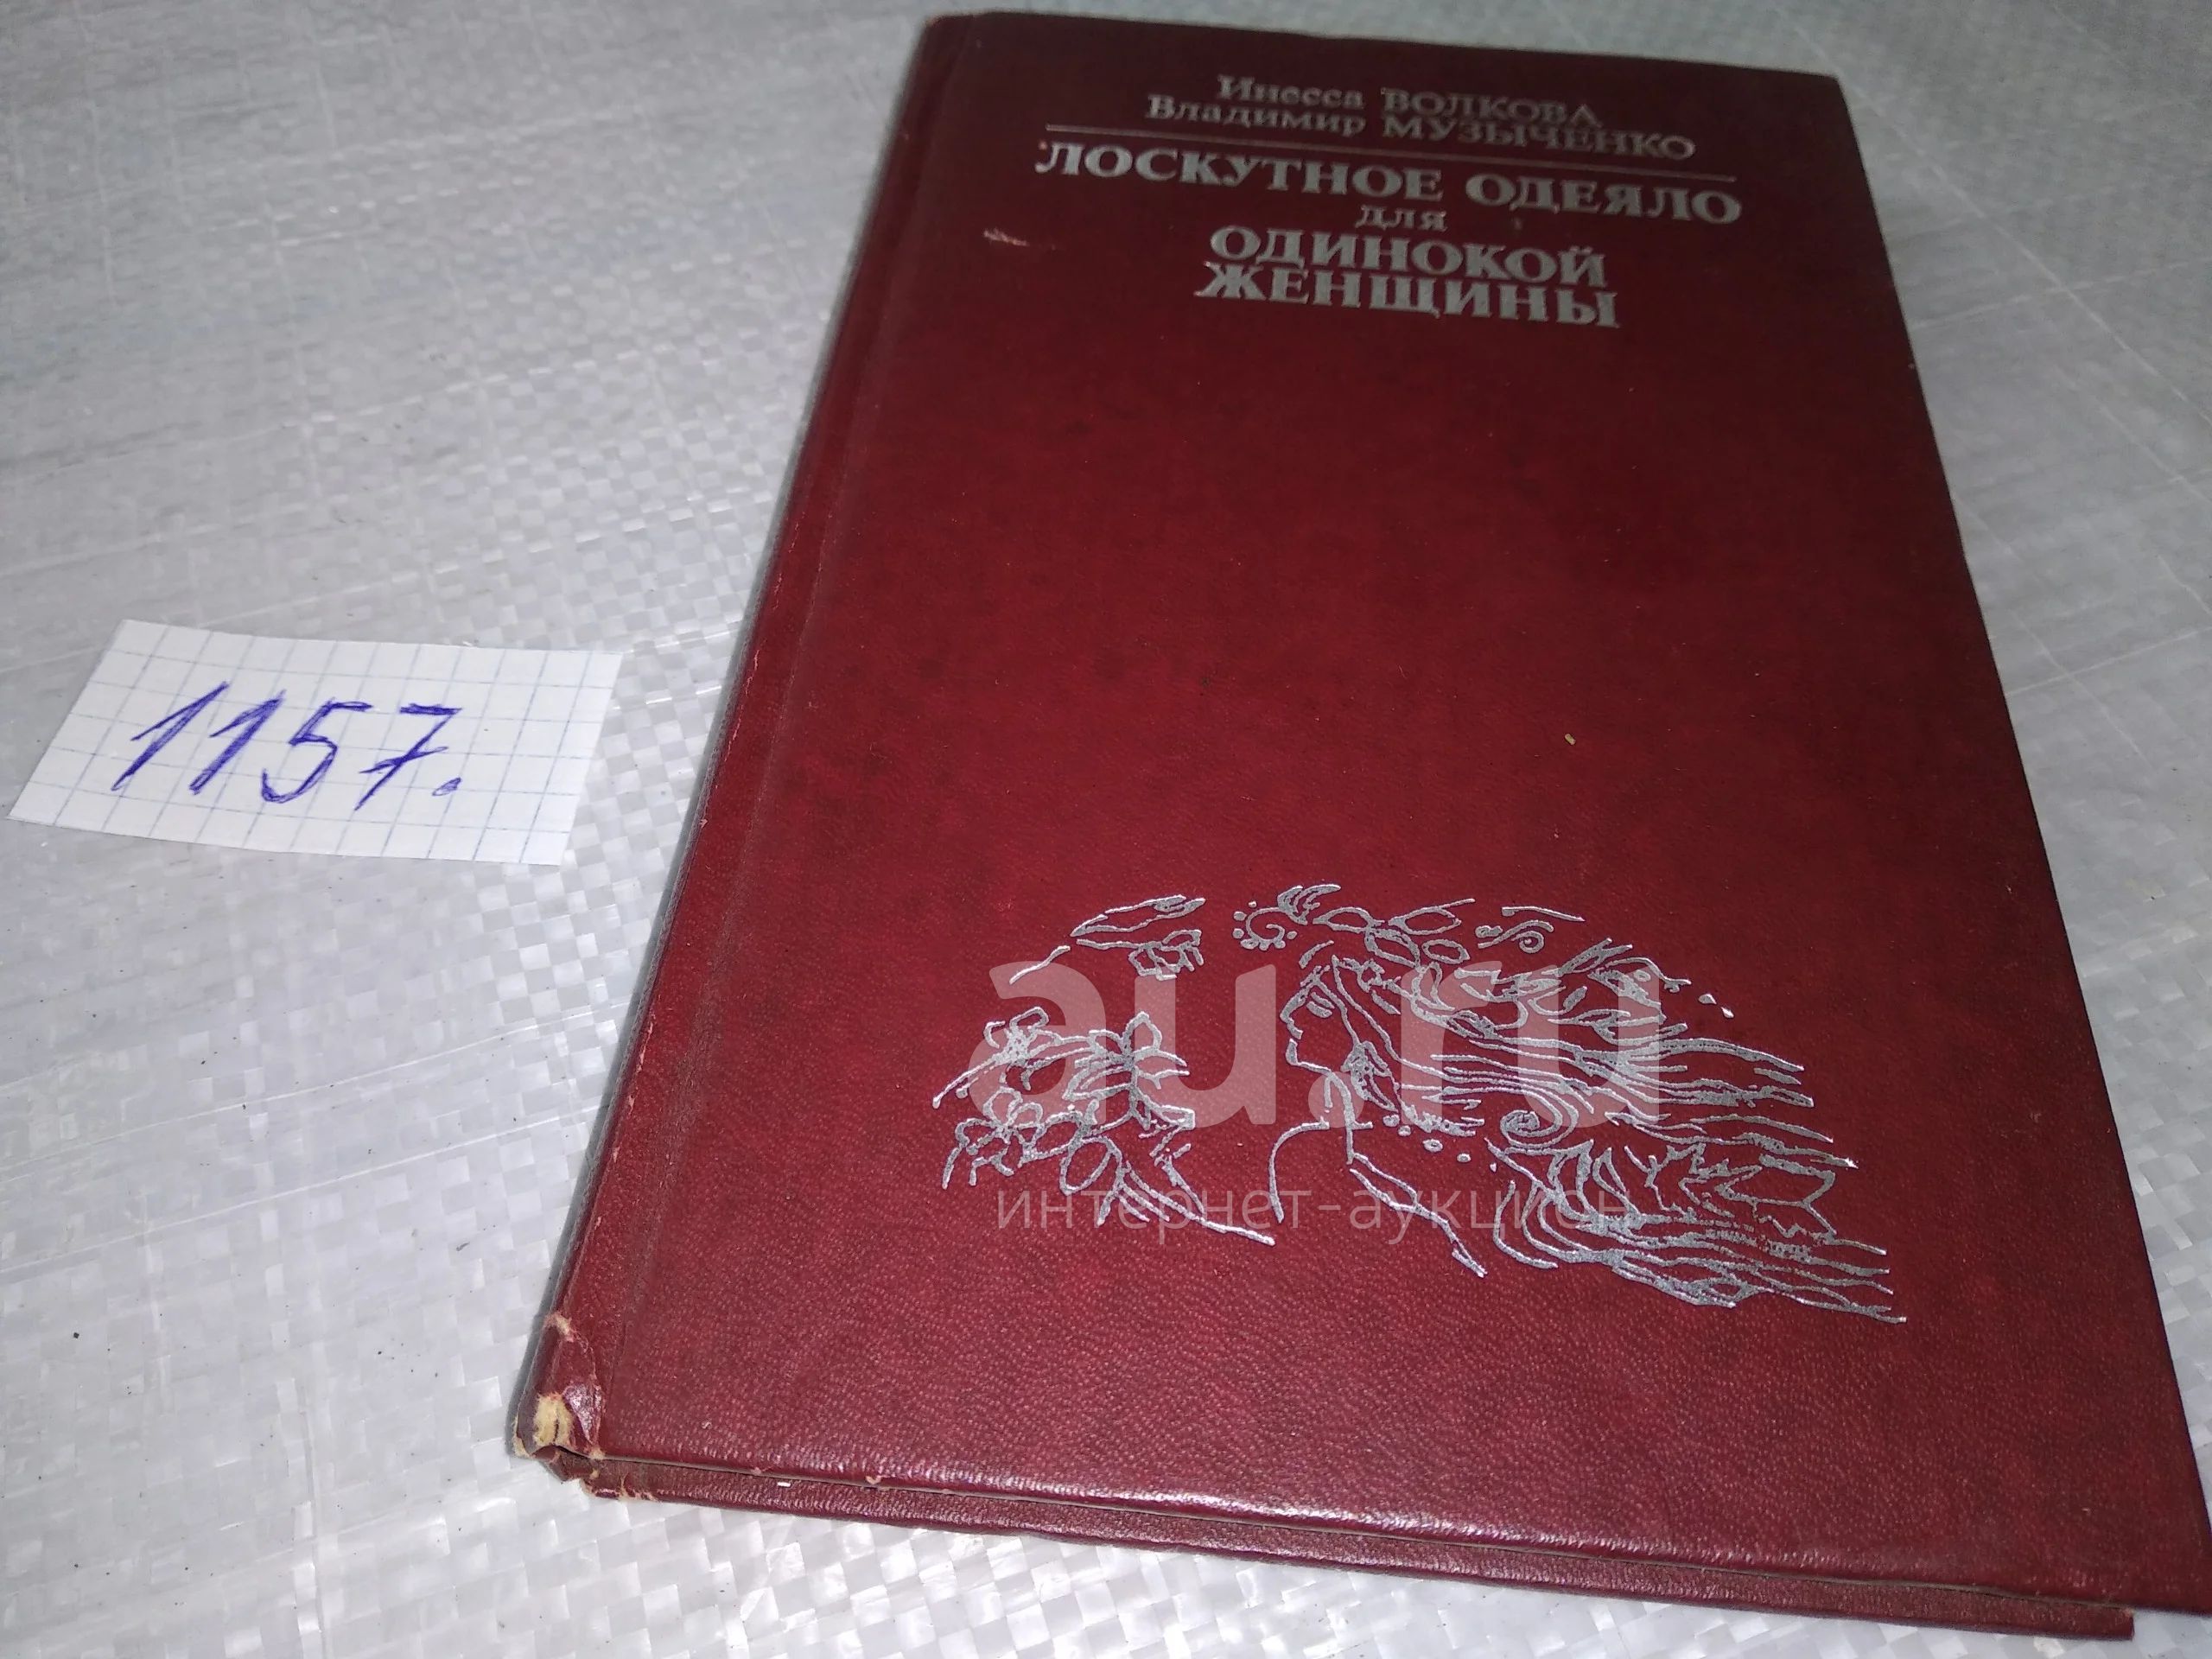 Инесса ВОЛКОВА
Владимир МУЗЫЧЕНКО
ЛОСКУТНОЕ ОДЕЯЛО
для
ОДИНОКОЙ
ЖЕНЩИНЫ
1157.
au.ru
интернет-аукцион